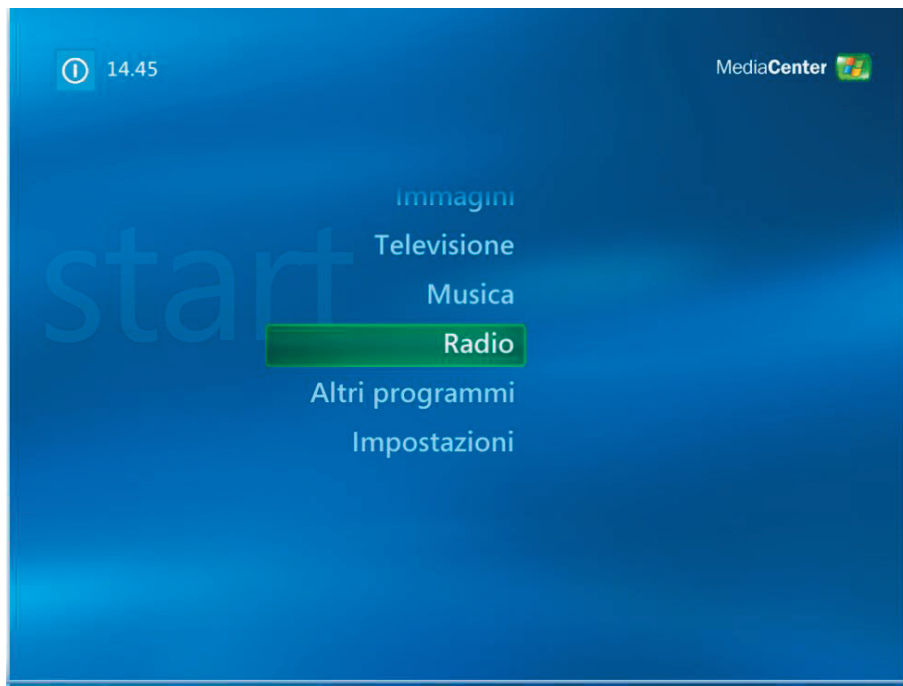 14.45
MediaCenter
start
Immagini
Televisione
Musica
Radio
Altri programmi
Impostazioni